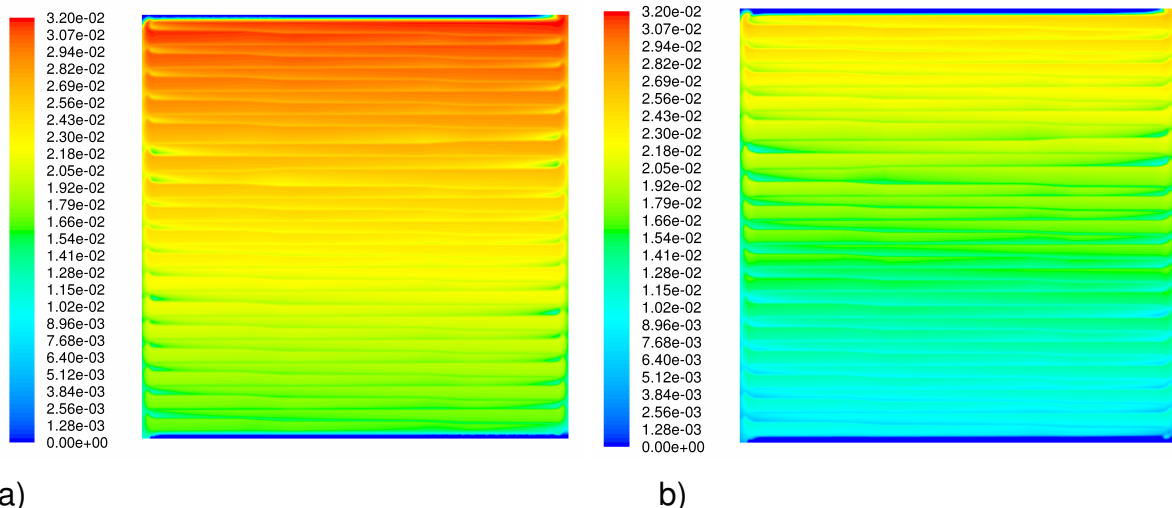 3.20e-02
3.07e-02
2.94e-02
2.82e-02
2.69e-02
2.56e-02
2.43e-02
2.30e-02
2.18e-02
2.05e-02
1.92e-02
1.79e-02
1.66e-02
1.54e-02
1.41e-02
1.28e-02
1.15e-02
1.02e-02
8.96e-03
7.68e-03
6.40e-03
5.12e-03
3.84e-03
2.56e-03
1.28e-03
0.00e+00
a)
3.20e-02
3.07e-02
2.94e-02
2.82e-02
2.69e-02
2.56e-02
2.43e-02
2.30e-02
2.18e-02
2.05e-02
1.92e-02
1.79e-02
1.66e-02
1.54e-02
1.41e-02
1.28e-02
1.15e-02
1.02e-02
8.96e-03
7.68e-03
6.40e-03
5.12e-03
3.84e-03
2.56e-03
1.28e-03
0.00e+00
b)